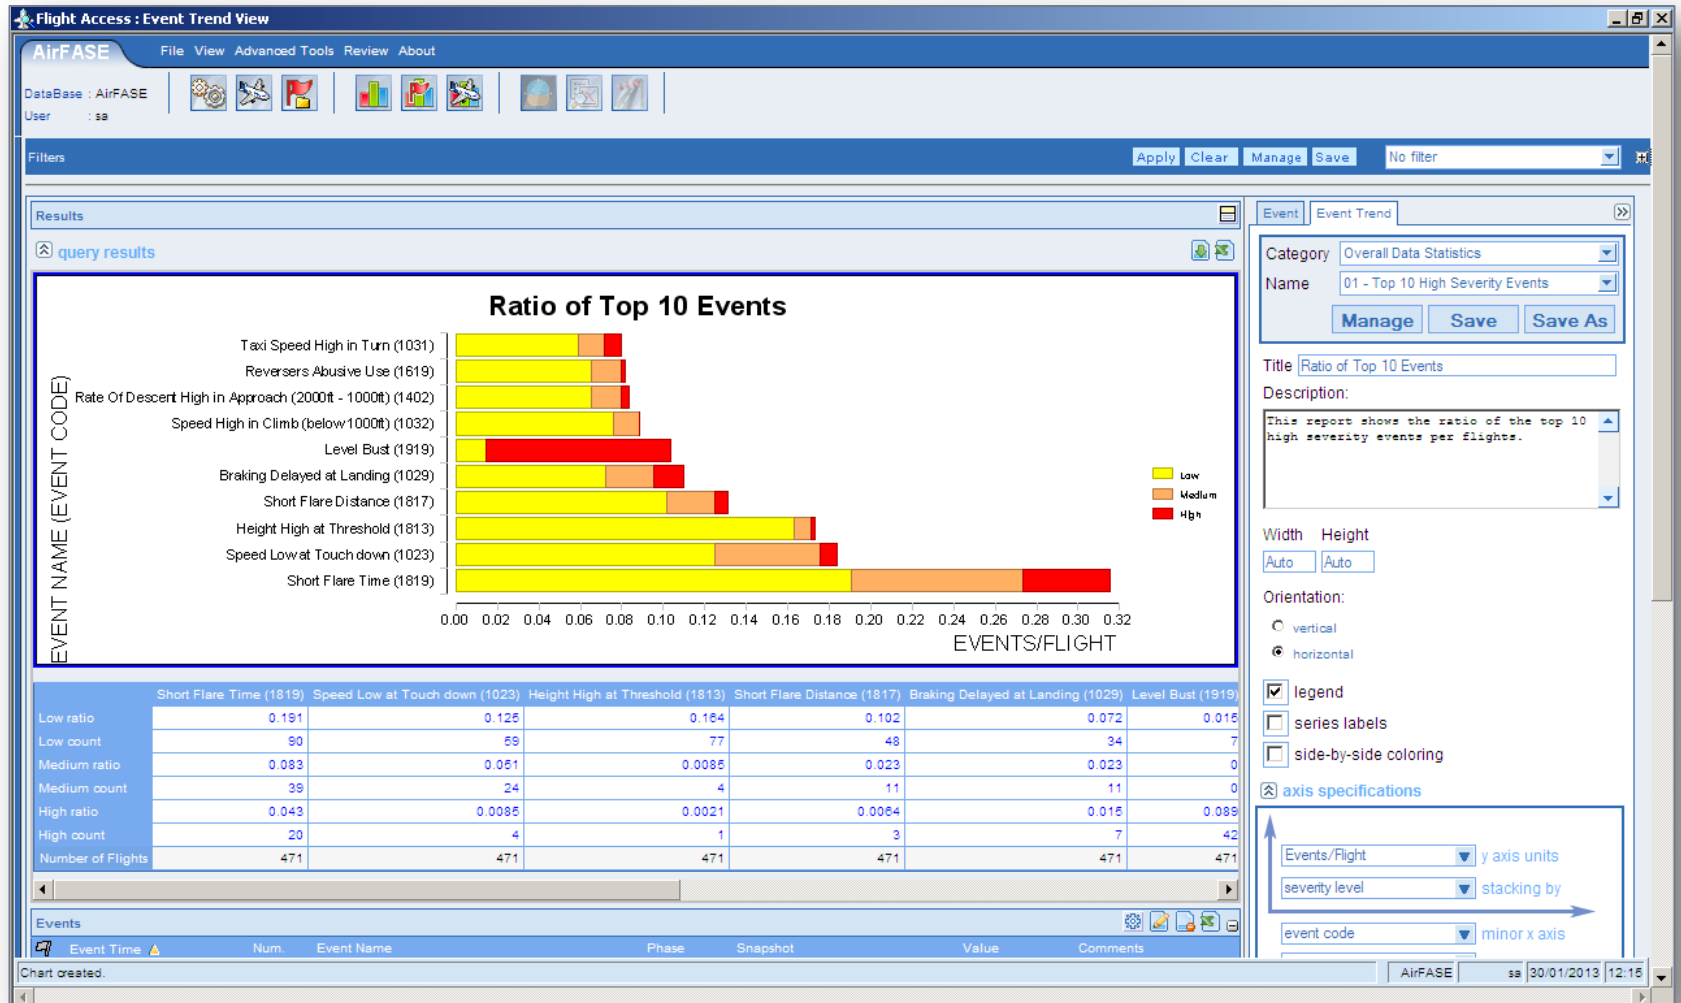 Flight Access : Event Trend View
AirFASE
File View Advanced Tools Review About
DataBase : AirFASE
User : sa
Filters
Apply Clear Manage Save No filter
Results
query results
Ratio of Top 10 Events
EVENT NAME (EVENT CODE)
Taxi Speed High in Turn (1031)
Reversers Abusive Use (1619)
Rate Of Descent High in Approach (2000ft - 1000ft) (1402)
Speed High in Climb (below 1000ft) (1032)
Level Bust (1919)
Braking Delayed at Landing (1029)
Short Flare Distance (1817)
Height High at Threshold (1813)
Speed Low at Touch down (1023)
Short Flare Time (1819)
0.00 0.02 0.04 0.06 0.08 0.10 0.12 0.14 0.16 0.18 0.20 0.22 0.24 0.26 0.28 0.30 0.32
EVENTS/FLIGHT
Low
Medium
High
Short Flare Time (1819) Speed Low at Touch down (1023) Height High at Threshold (1813) Short Flare Distance (1817) Braking Delayed at Landing (1029) Level Bust (1919)
Low ratio 0.191 0.125 0.164 0.102 0.072 0.015
Low count 90 59 77 48 34 7
Medium ratio 0.083 0.051 0.0085 0.023 0.023 0
Medium count 39 24 4 11 11 0
High ratio 0.043 0.0085 0.0021 0.0064 0.015 0.089
High count 20 4 1 3 7 42
Number of Flights 471 471 471 471 471 471
Events
Event Time Num. Event Name Phase Snapshot Value Comments
Event Event Trend
Category Overall Data Statistics
Name 01 - Top 10 High Severity Events
Manage Save Save As
Title Ratio of Top 10 Events
Description:
This report shows the ratio of the top 10
high severity events per flights.
Width Height
Auto Auto
Orientation:
vertical
horizontal
legend
series labels
side-by-side coloring
axis specifications
Events/Flight y axis units
severity level stacking by
event code minor x axis
Chart created.
AirFASE sa 30/01/2013 12:15